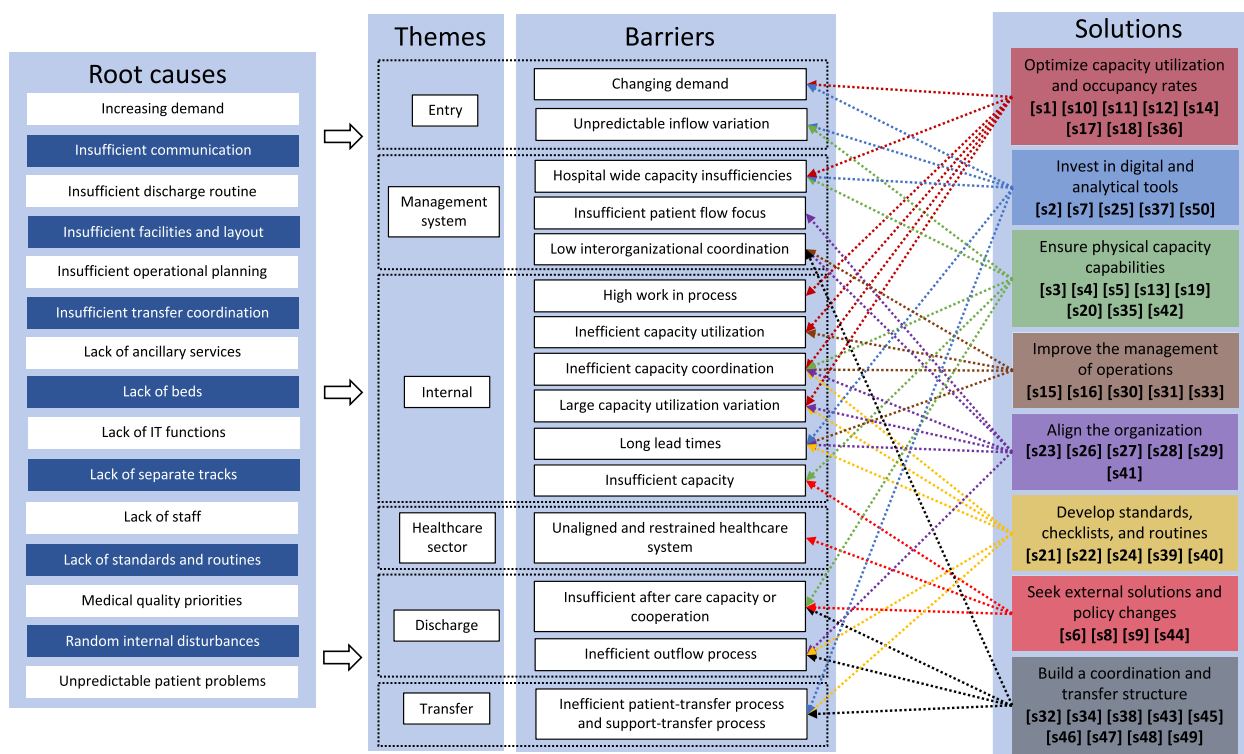 Root causes
Increasing demand
Insufficient communication
Insufficient discharge routine
Insufficient facilities and layout
Insufficient operational planning
Insufficient transfer coordination
Lack of ancillary services
Lack of beds
Lack of IT functions
Lack of separate tracks
Lack of staff
Lack of standards and routines
Medical quality priorities
Random internal disturbances
Unpredictable patient problems
Themes
Entry
Management
system
Internal
Healthcare
sector
Discharge
Transfer
Barriers
Changing demand
Unpredictable inflow variation
Hospital wide capacity insufficiencies
Insufficient patient flow focus
Low interorganizational coordination
High work in process
Inefficient capacity utilization
Inefficient capacity coordination
Large capacity utilization variation
Long lead times
Insufficient capacity
Unaligned and restrained healthcare
system
Insufficient after care capacity or
cooperation
Inefficient outflow process
Inefficient patient-transfer process
and support-transfer process
Solutions
Optimize capacity utilization
and occupancy rates
[s1] [s10] [s11] [s12] [s14]
[s17] [s18] [s36]
Invest in digital and
analytical tools
[s2] [s7] [s25] [s37] [s50]
Ensure physical capacity
capabilities
[s3] [s4] [s5] [s13] [s19]
[s20] [s35] [s42]
Improve the management
of operations
[s15] [s16] [s30] [s31] [s33]
Align the organization
[s23] [s26] [s27] [s28] [s29]
[s41]
Develop standards,
checklists, and routines
[s21] [s22] [s24] [s39] [s40]
Seek external solutions and
policy changes
[s6] [s8] [s9] [s44]
Build a coordination and
transfer structure
[s32] [s34] [s38] [s43] [s45]
[s46] [s47] [s48] [s49]